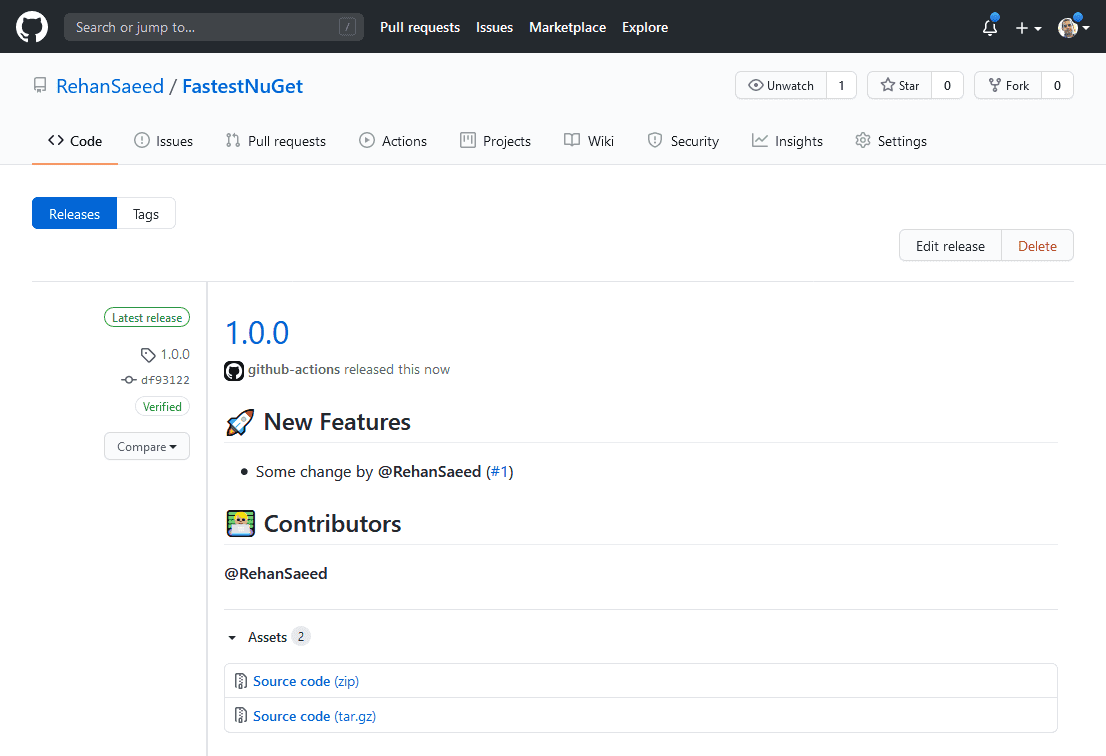 Search or jump to... / Pull requests Issues Marketplace Explore
RehanSaeed / FastestNuGet Unwatch 1 Star 0 Fork 0
Code Issues Pull requests Actions Projects Wiki Security Insights Settings
Releases Tags
Edit release Delete
Latest release
1.0.0
df93122
Verified
Compare
1.0.0
github-actions released this now
🚀 New Features
• Some change by @RehanSaeed (#1)
Contributors
@RehanSaeed
Assets 2
Source code (zip)
Source code (tar.gz)